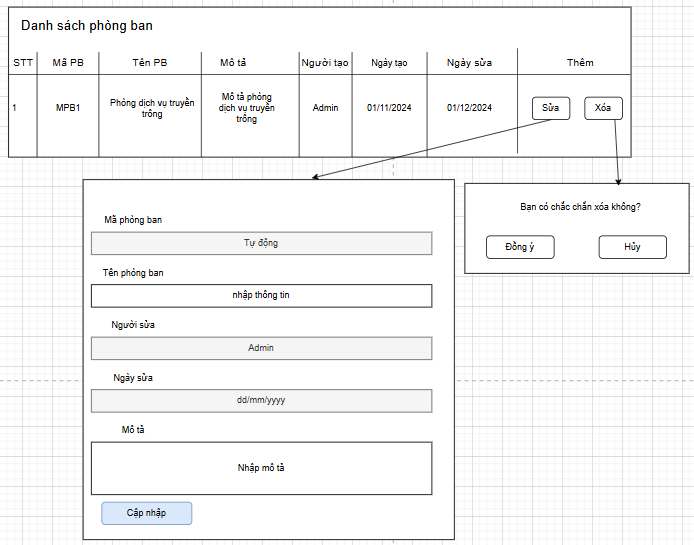 Danh sách phòng ban
STT Mã PB Tên PB Mô tả Người tạo Ngày tạo Ngày sửa Thêm
1 MPB1 Phòng dịch vụ truyền trông Mô tả phòng dịch vụ truyền trông Admin 01/11/2024 01/12/2024 Sửa Xóa
Bạn có chắc chắn xóa không?
Đồng ý Hủy
Mã phòng ban
Tự động
Tên phòng ban
nhập thông tin
Người sửa
Admin
Ngày sửa
dd/mm/yyyy
Mô tả
Nhập mô tả
Cập nhập